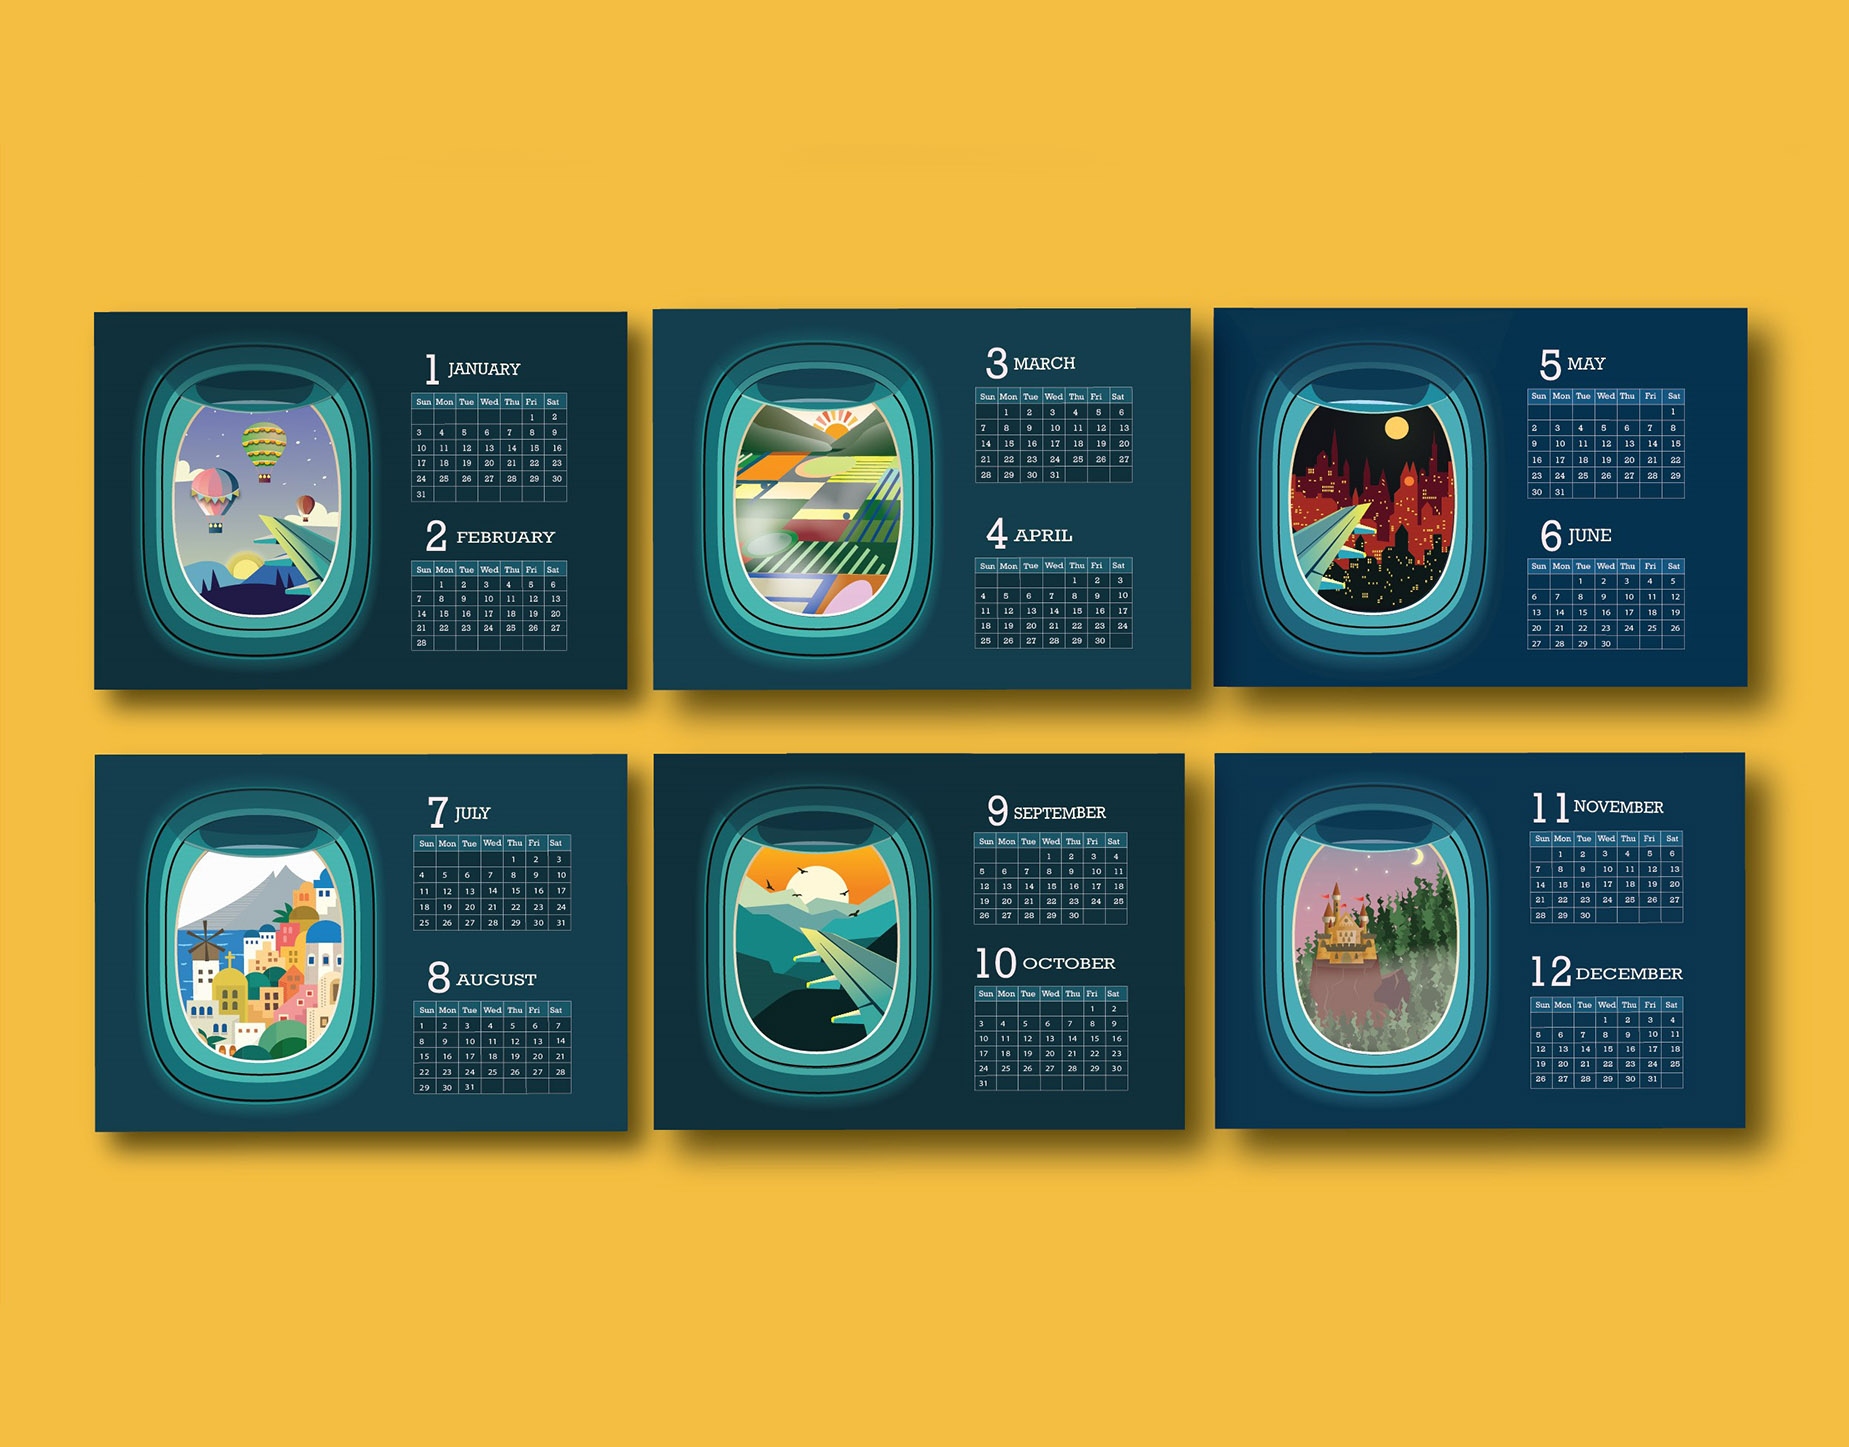 1 JANUARY
Sun Mon Tue Wed Thu Fri Sat
1 2
3 4 5 6 7 8 9
10 11 12 13 14 15 16
17 18 19 20 21 22 23
24 25 26 27 28 29 30
31
2 FEBRUARY
Sun Mon Tue Wed Thu Fri Sat
1 2 3 4 5 6
7 8 9 10 11 12 13
14 15 16 17 18 19 20
21 22 23 24 25 26 27
28
3 MARCH
Sun Mon Tue Wed Thu Fri Sat
1 2 3 4 5 6
7 8 9 10 11 12 13
14 15 16 17 18 19 20
21 22 23 24 25 26 27
28 29 30 31
4 APRIL
Sun Mon Tue Wed Thu Fri Sat
1 2 3
4 5 6 7 8 9 10
11 12 13 14 15 16 17
18 19 20 21 22 23 24
25 26 27 28 29 30
5 MAY
Sun Mon Tue Wed Thu Fri Sat
1
2 3 4 5 6 7 8
9 10 11 12 13 14 15
16 17 18 19 20 21 22
23 24 25 26 27 28 29
30 31
6 JUNE
Sun Mon Tue Wed Thu Fri Sat
1 2 3 4 5
6 7 8 9 10 11 12
13 14 15 16 17 18 19
20 21 22 23 24 25 26
27 28 29 30
7 JULY
Sun Mon Tue Wed Thu Fri Sat
1 2 3
4 5 6 7 8 9 10
11 12 13 14 15 16 17
18 19 20 21 22 23 24
25 26 27 28 29 30 31
8 AUGUST
Sun Mon Tue Wed Thu Fri Sat
1 2 3 4 5 6 7
8 9 10 11 12 13 14
15 16 17 18 19 20 21
22 23 24 25 26 27 28
29 30 31
9 SEPTEMBER
Sun Mon Tue Wed Thu Fri Sat
1 2 3 4
5 6 7 8 9 10 11
12 13 14 15 16 17 18
19 20 21 22 23 24 25
26 27 28 29 30
10 OCTOBER
Sun Mon Tue Wed Thu Fri Sat
1 2
3 4 5 6 7 8 9
10 11 12 13 14 15 16
17 18 19 20 21 22 23
24 25 26 27 28 29 30
31
11 NOVEMBER
Sun Mon Tue Wed Thu Fri Sat
1 2 3 4 5 6
7 8 9 10 11 12 13
14 15 16 17 18 19 20
21 22 23 24 25 26 27
28 29 30
12 DECEMBER
Sun Mon Tue Wed Thu Fri Sat
1 2 3 4
5 6 7 8 9 10 11
12 13 14 15 16 17 18
19 20 21 22 23 24 25
26 27 28 29 30 31